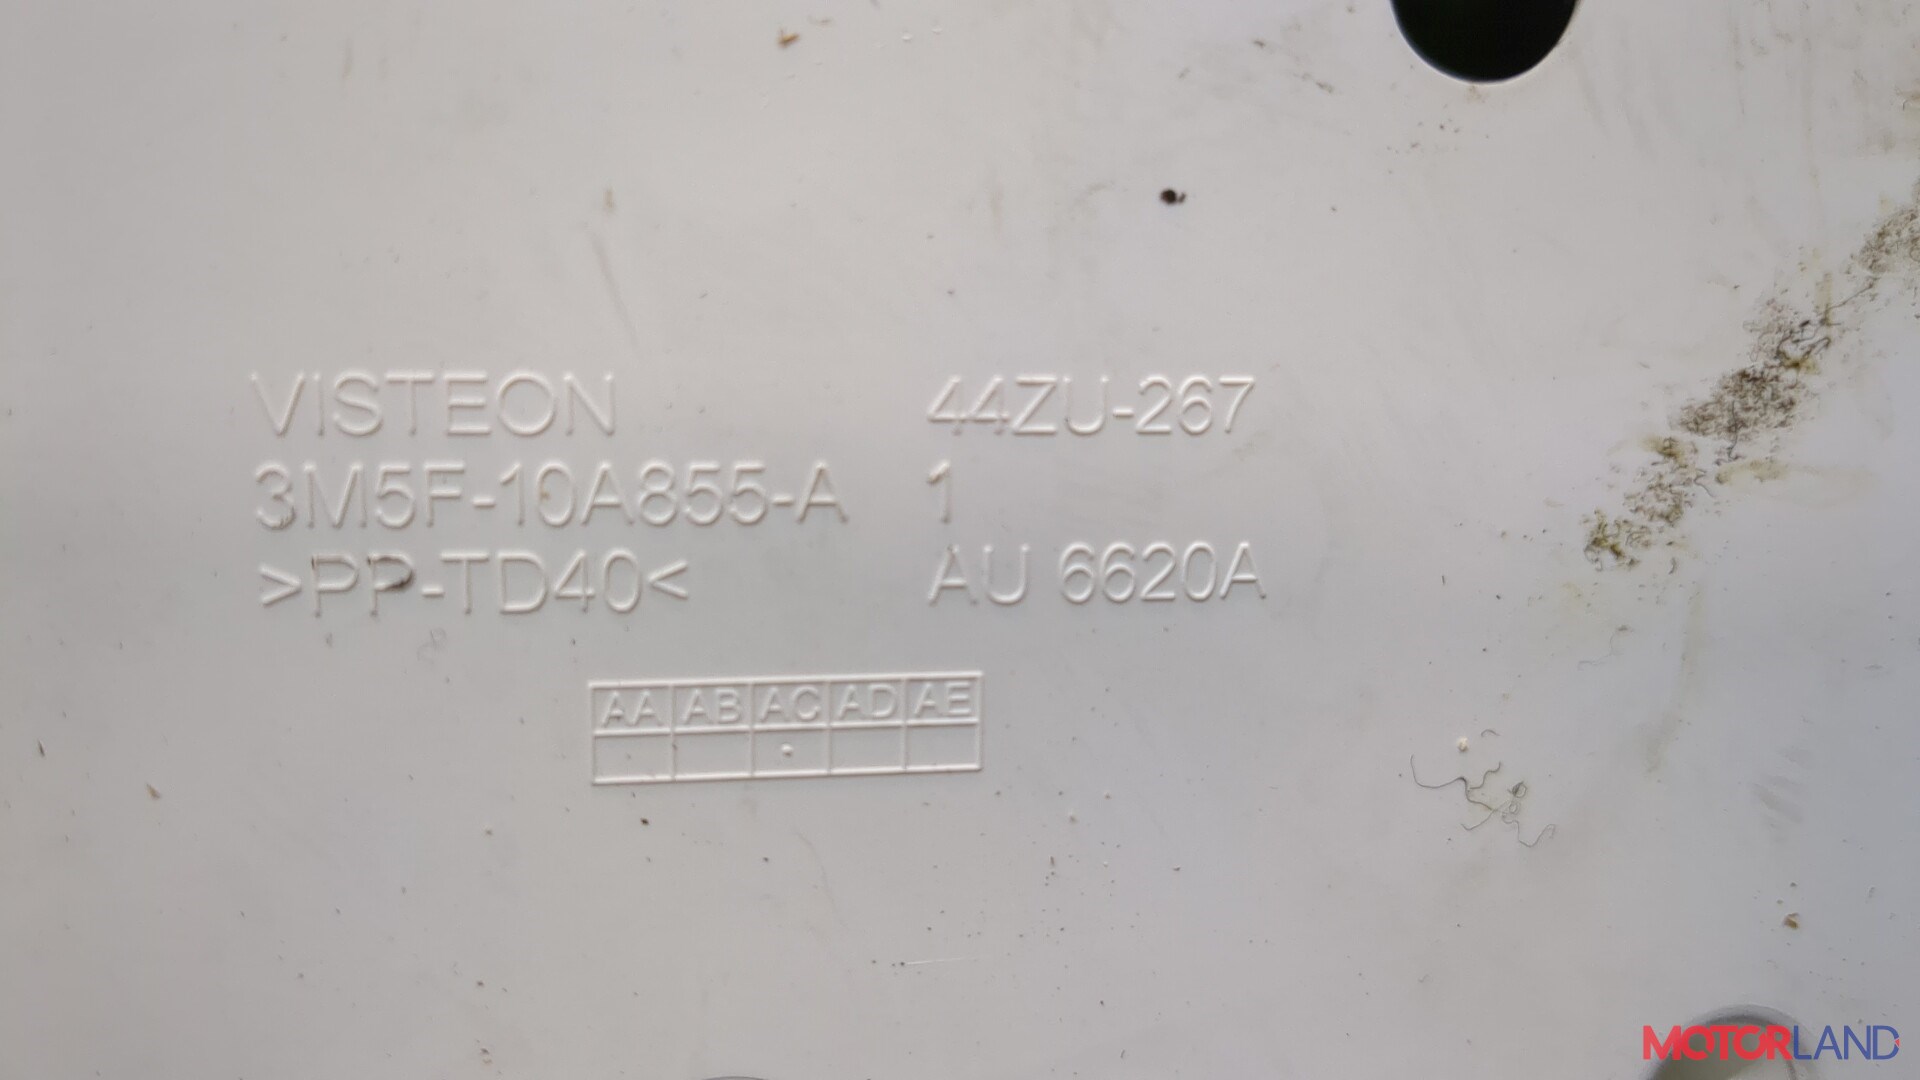 VISTEON 44ZU-267
3M5F-10A855-A 1
>PP-TD40< AU 6620A
AA AB AC AD AE
MOTORLAND